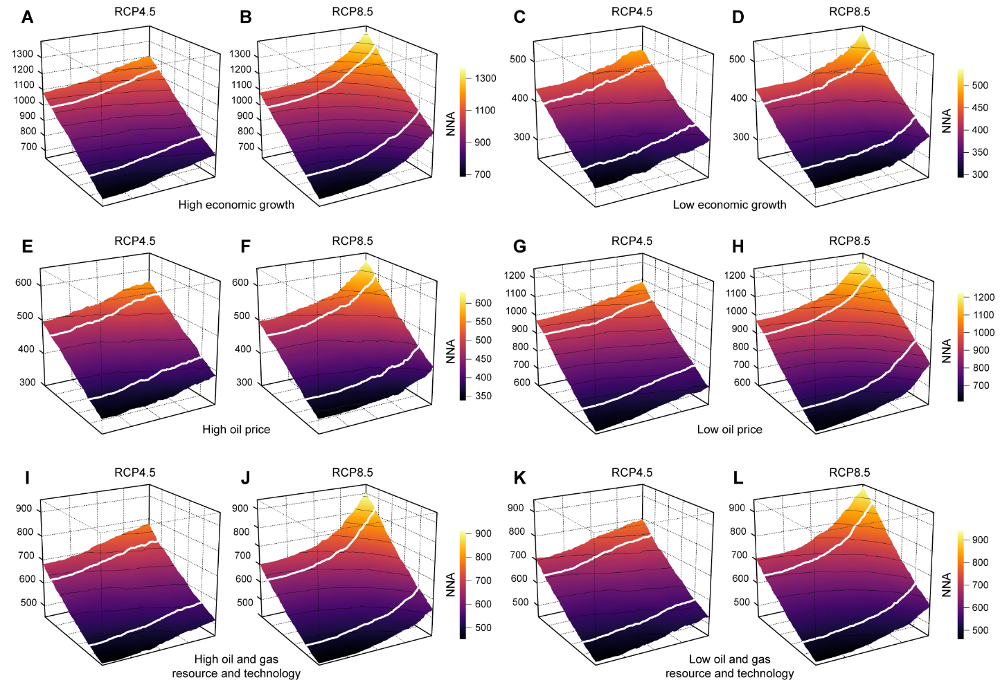 A RCP4.5 B RCP8.5 C RCP4.5 D RCP8.5
1300 1200 1100 1000 900 800 700
1300 1200 1100 1000 900 800 700
NNA 1300 1100 900 700
500 400 300
500 400 300
NNA 500 450 400 350 300
High economic growth
Low economic growth
E RCP4.5 F RCP8.5 G RCP4.5 H RCP8.5
600 500 400 300
600 500 400 300
NNA 600 550 500 450 400 350
1200 1100 1000 900 800 700 600
1200 1100 1000 900 800 700 600
NNA 1200 1100 1000 900 800 700
High oil price
Low oil price
I RCP4.5 J RCP8.5 K RCP4.5 L RCP8.5
900 800 700 600 500
900 800 700 600 500
NNA 900 800 700 600 500
900 800 700 600 500
900 800 700 600 500
NNA 900 800 700 600 500
High oil and gas
resource and technology
Low oil and gas
resource and technology